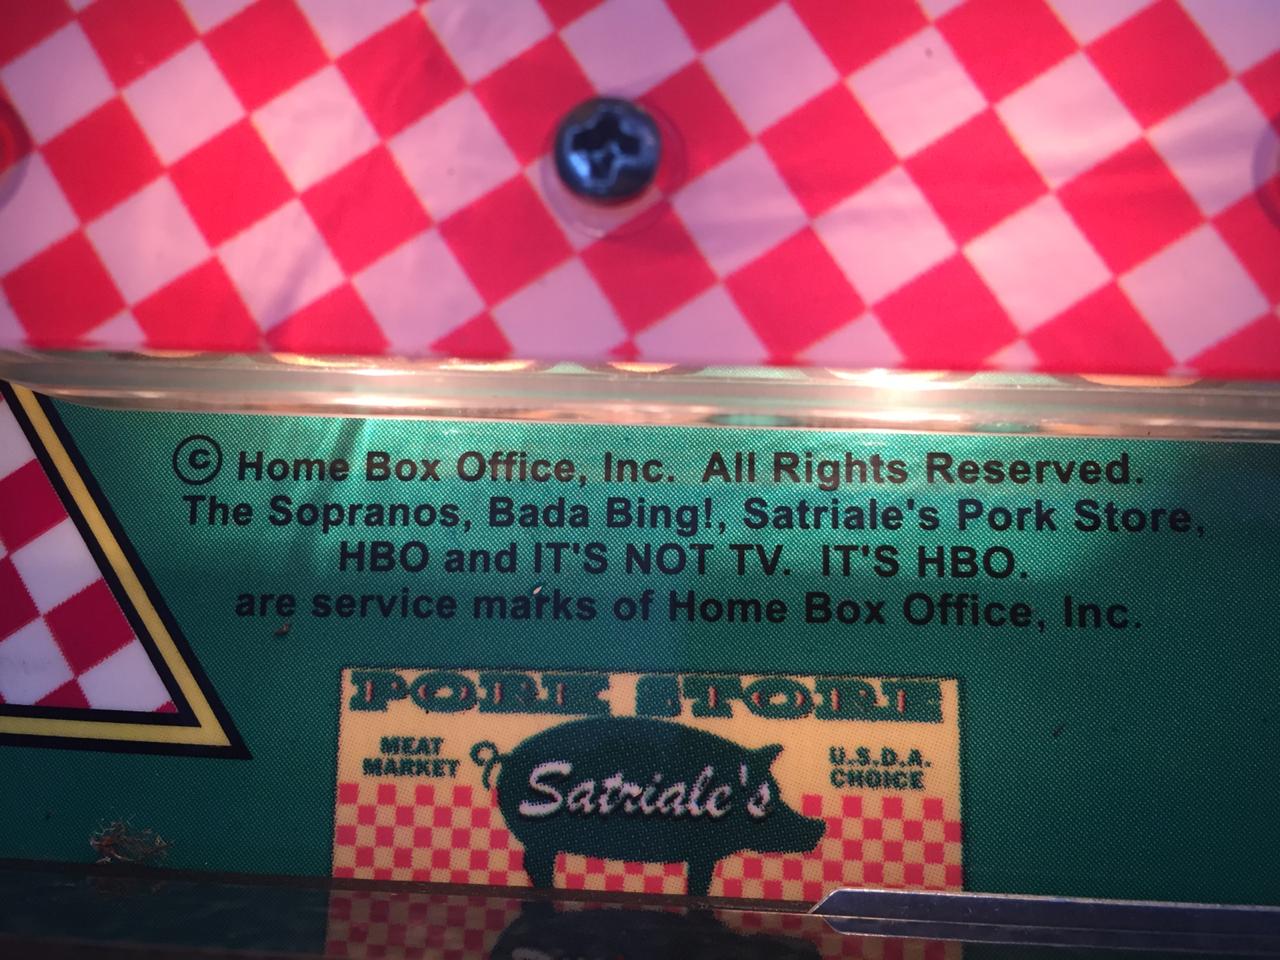 © Home Box Office, Inc.  All Rights Reserved.
The Sopranos, Bada Bing!, Satriale's Pork Store,
HBO and IT'S NOT TV.  IT'S HBO.
are service marks of Home Box Office, Inc.
PORK STORE
MEAT
MARKET
U.S.D.A.
CHOICE
Satriale's